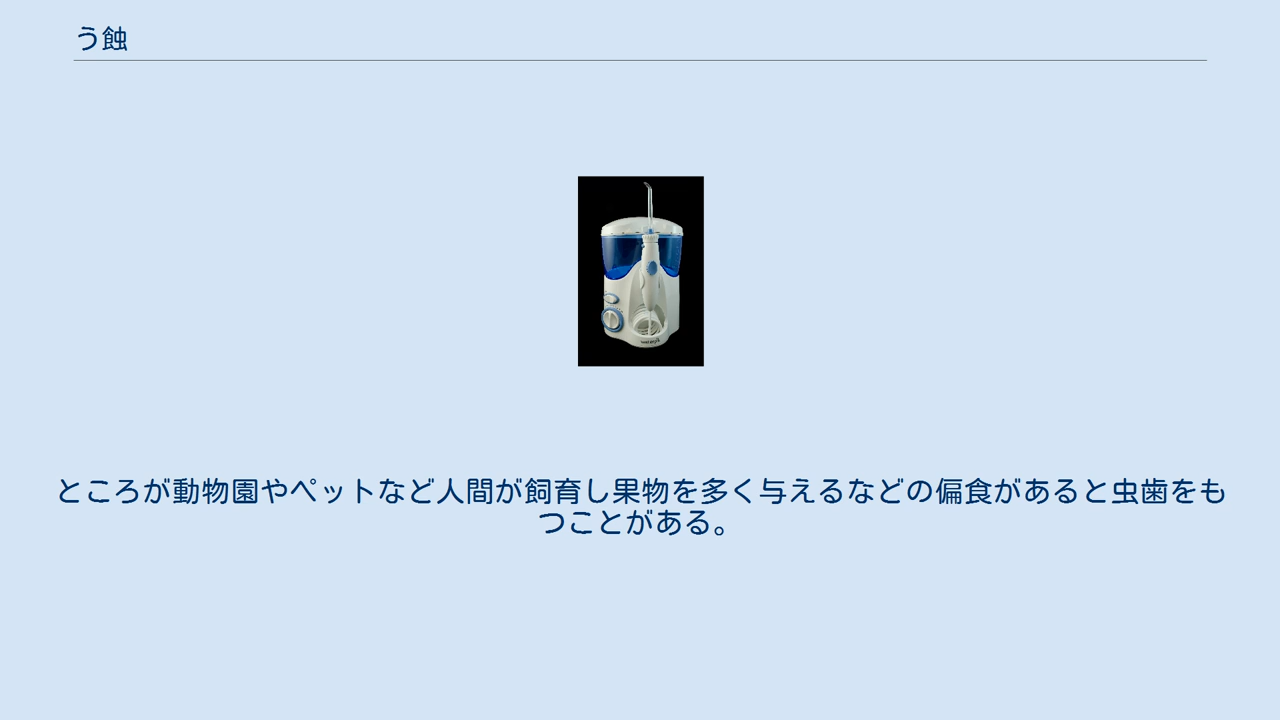 う蝕
ところが動物園やペットなど人間が飼育し果物を多く与えるなどの偏食があると虫歯をも
つことがある。